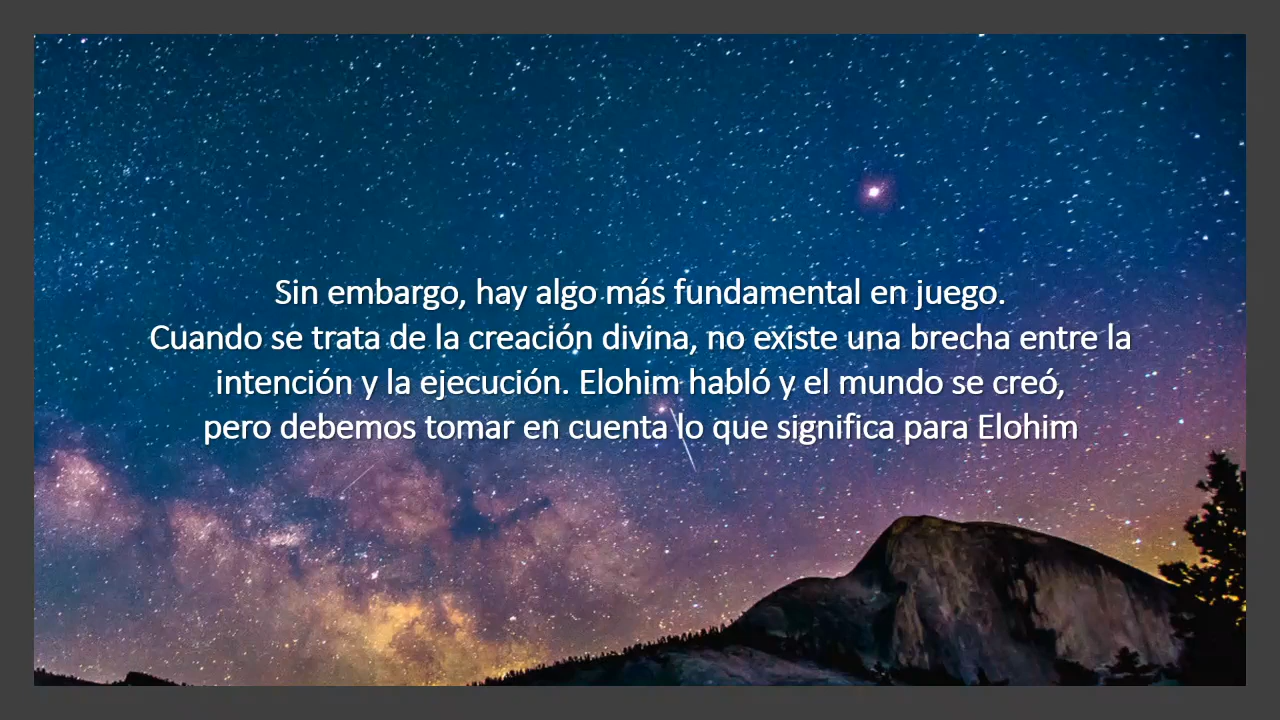 Sin embargo, hay algo más fundamental en juego.
Cuando se trata de la creación divina, no existe una brecha entre la
intención y la ejecución. Elohim habló y el mundo se creó,
pero debemos tomar en cuenta lo que significa para Elohim